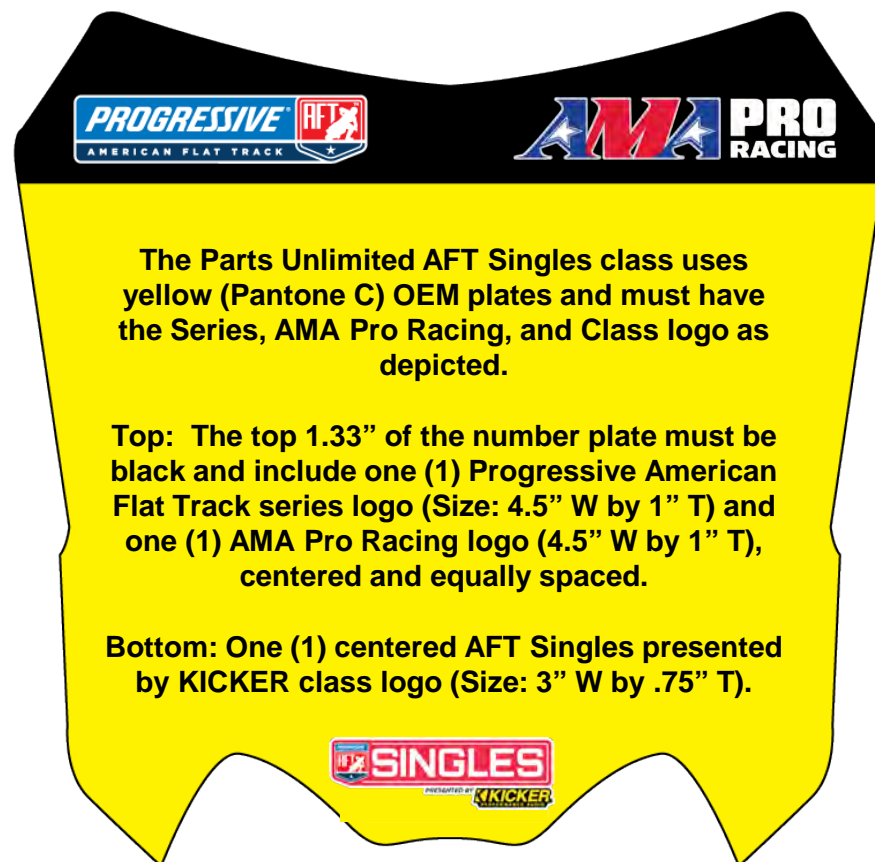 PROGRESSIVE® AFT™
AMERICAN FLAT TRACK
AMA PRO
RACING
The Parts Unlimited AFT Singles class uses
yellow (Pantone C) OEM plates and must have
the Series, AMA Pro Racing, and Class logo as
depicted.
Top:  The top 1.33” of the number plate must be
black and include one (1) Progressive American
Flat Track series logo (Size: 4.5” W by 1” T) and
one (1) AMA Pro Racing logo (4.5” W by 1” T),
centered and equally spaced.
Bottom: One (1) centered AFT Singles presented
by KICKER class logo (Size: 3” W by .75” T).
AFT SINGLES
PRESENTED BY KICKER
PERFORMANCE AUDIO